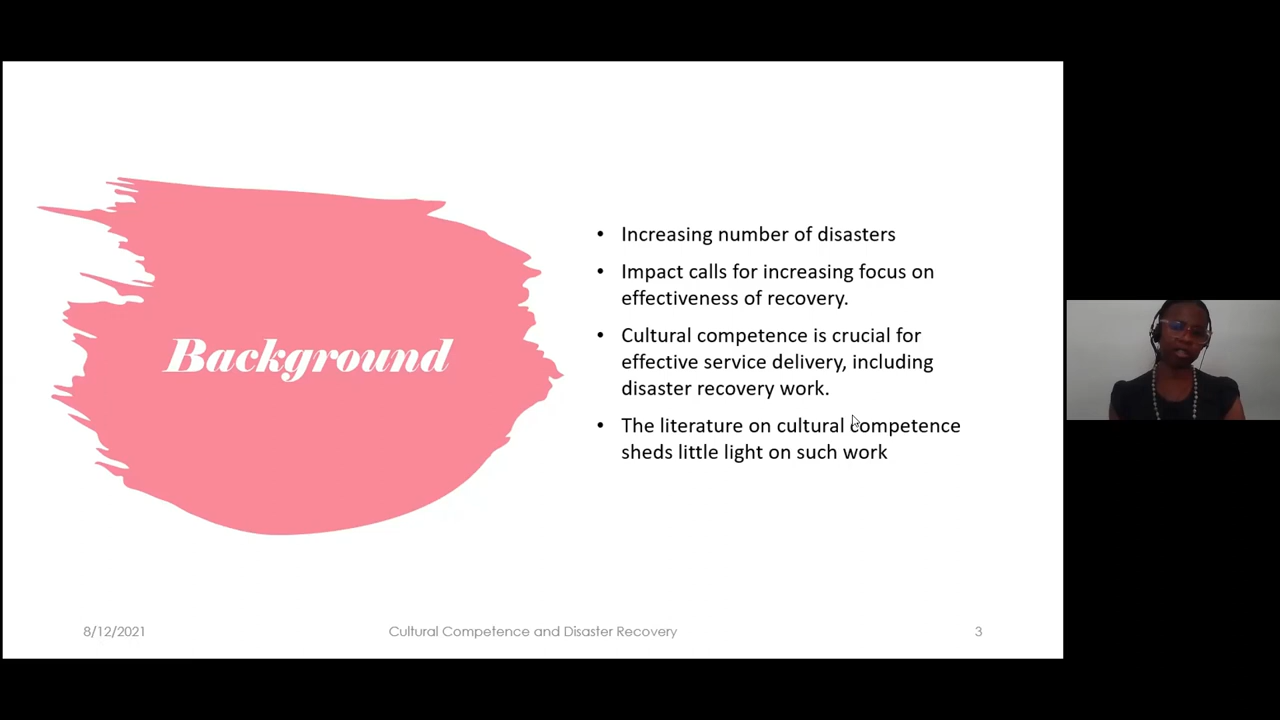 Background
• Increasing number of disasters
• Impact calls for increasing focus on
effectiveness of recovery.
• Cultural competence is crucial for
effective service delivery, including
disaster recovery work.
• The literature on cultural competence
sheds little light on such work
8/12/2021
Cultural Competence and Disaster Recovery
3